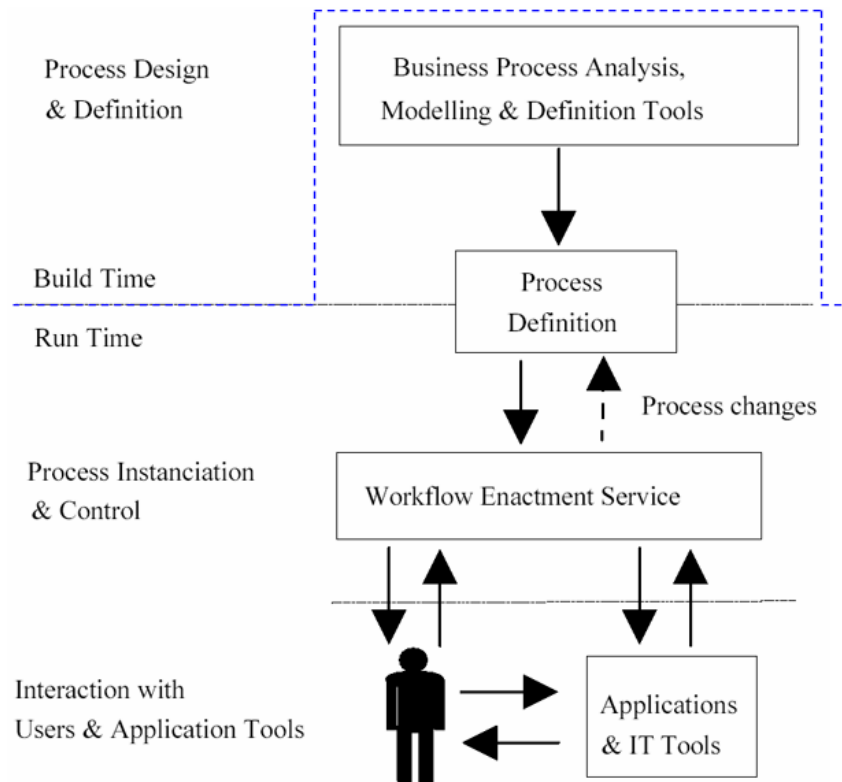 Process Design
& Definition
Business Process Analysis,
Modelling & Definition Tools
Build Time
Process
Definition
Run Time
Process changes
Process Instanciation
& Control
Workflow Enactment Service
Interaction with
Users & Application Tools
Applications
& IT Tools